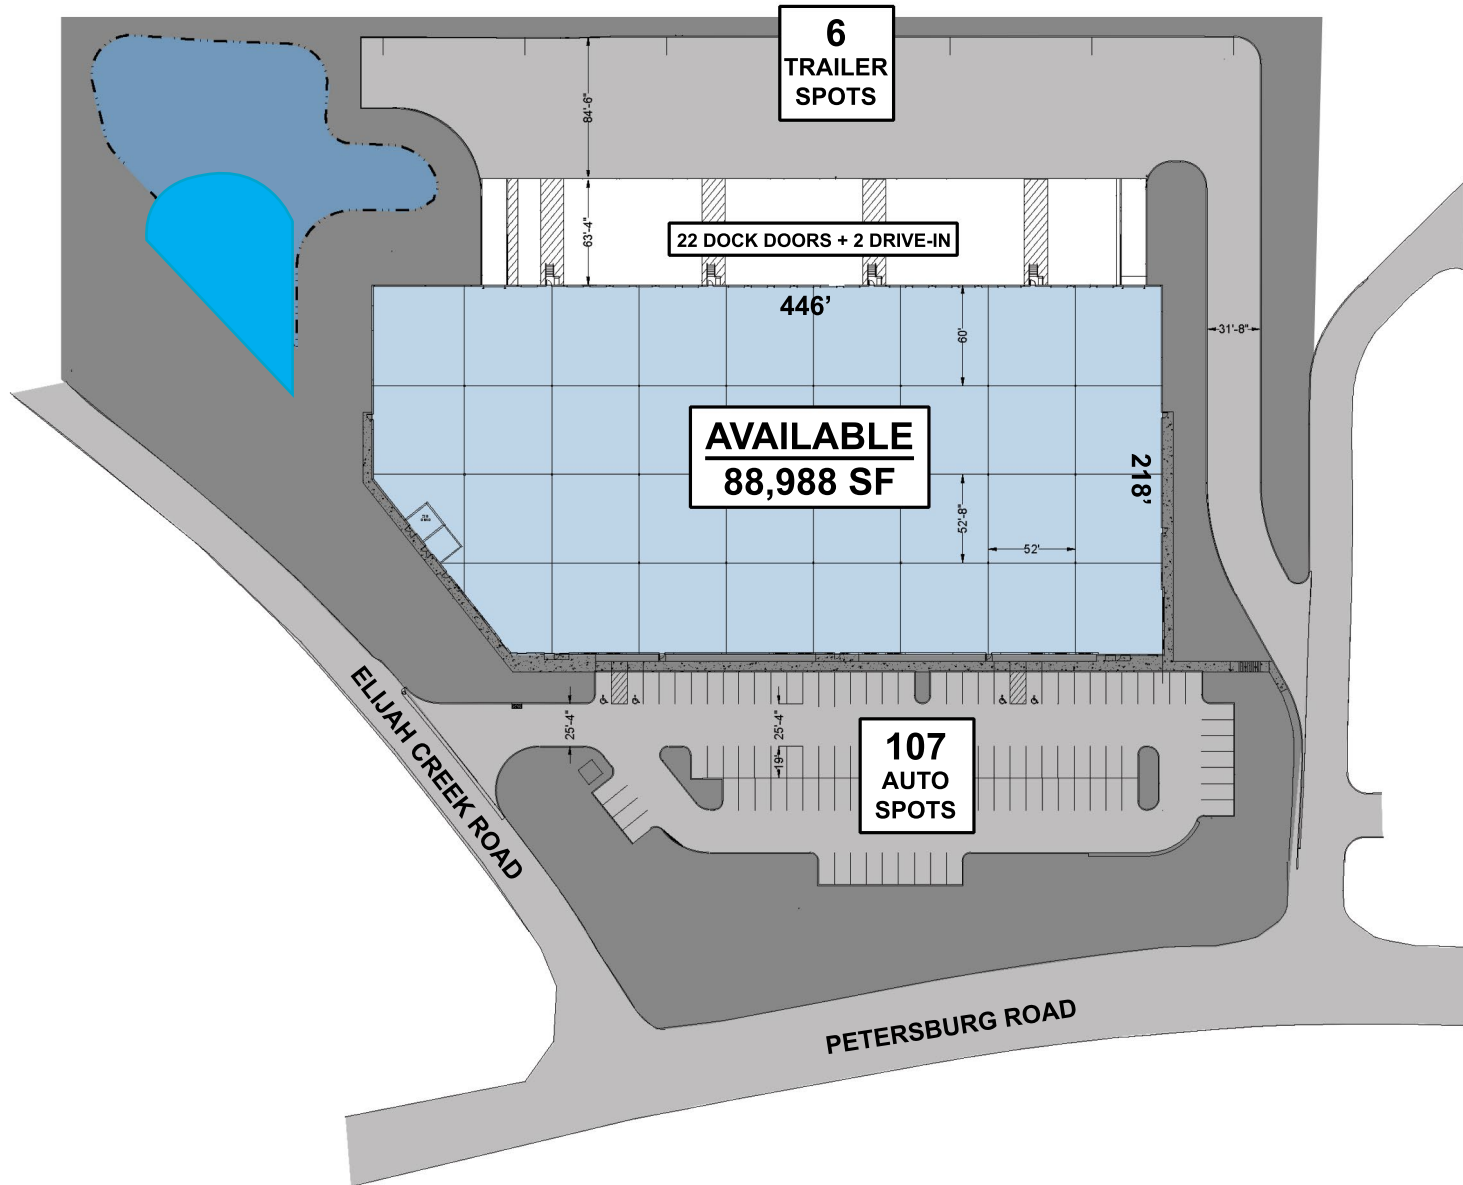 6
TRAILER
SPOTS
84'-6"
63'-4"
22 DOCK DOORS + 2 DRIVE-IN
446’
60'
31'-8"
AVAILABLE
88,988 SF
218’
52'-8"
52'
25'-4"
25'-4"
19'
107
AUTO
SPOTS
ELIJAH CREEK ROAD
PETERSBURG ROAD